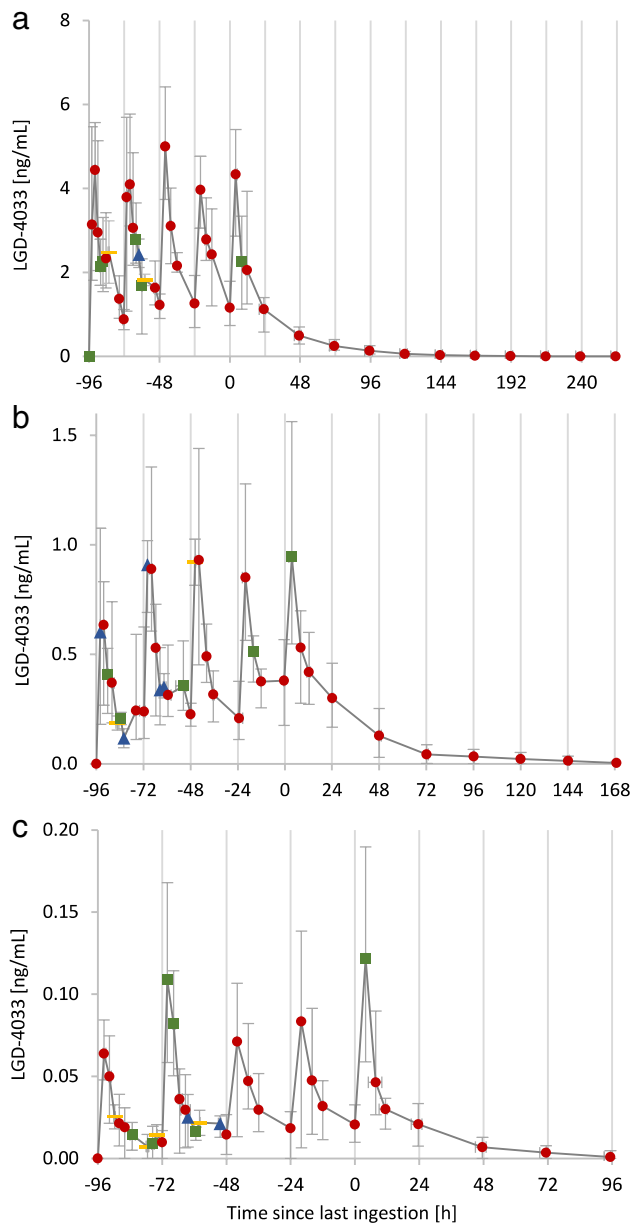 a
8
6
4
2
0
LGD-4033 [ng/mL]
-96 -48 0 48 96 144 192 240
b
1.5
1.0
0.5
0.0
LGD-4033 [ng/mL]
-96 -72 -48 -24 0 24 48 72 96 120 144 168
c
0.20
0.15
0.10
0.05
0.00
LGD-4033 [ng/mL]
-96 -72 -48 -24 0 24 48 72 96
Time since last ingestion [h]